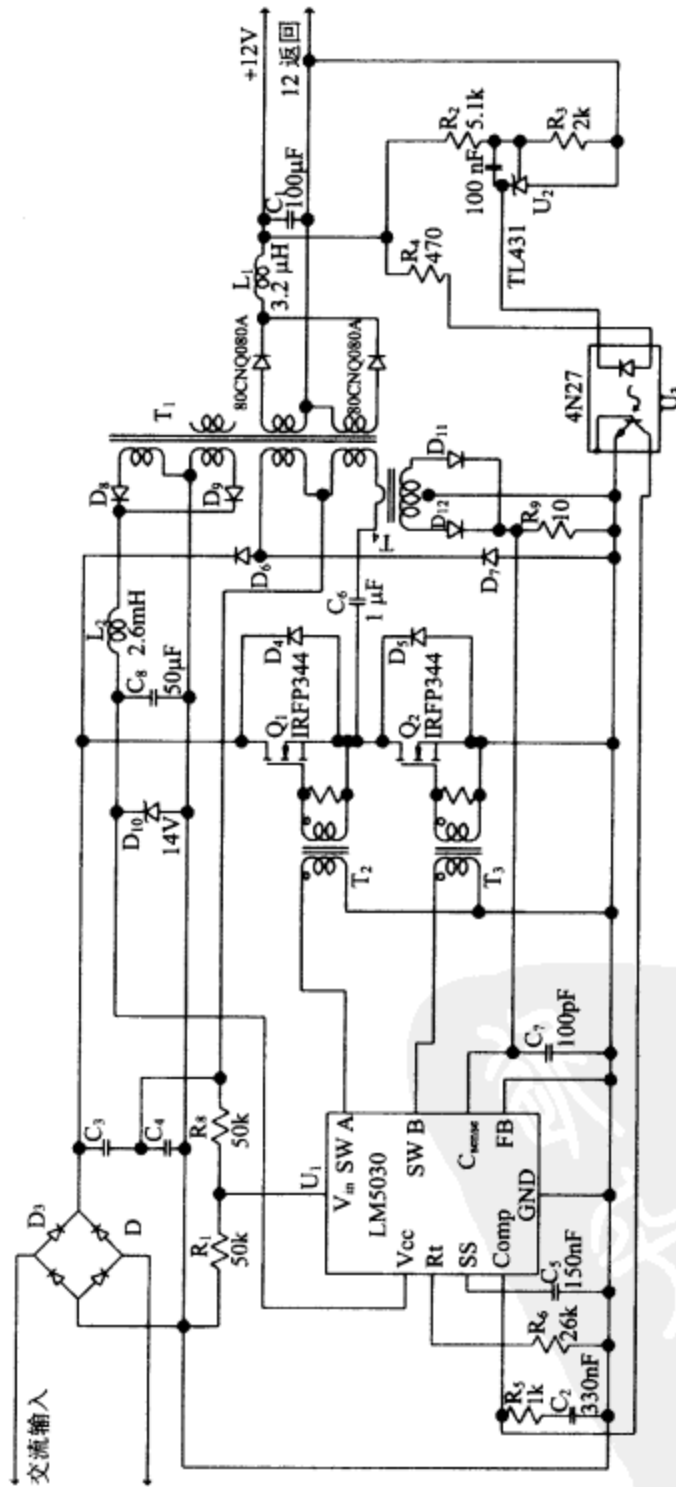 交流输入
D₃
D
C₃
C₄
R₁
50k
R₈
50k
U₁
Vᵢₙ SW A
LM5030
Vcc
Rt
SS
Comp
SW B
Cₛₑₙₛₑ
FB
GND
R₅
1k
C₂
330nF
R₆
26k
C₅
150nF
C₇
100pF
D₁₀
14V
C₈
50μF
L₂
2.6mH
D₈
D₉
T₁
T₂
T₃
Q₁
IRFP344
D₄
Q₂
IRFP344
D₅
C₆
1 μF
D₆
D₇
T₄
D₁₁
D₁₂
R₉
10
80CNQ080A
80CNQ080A
L₁
3.2 μH
C₁
100μF
+12V
12 返回
R₄
470
R₂
5.1k
100 nF
R₃
2k
U₂
TL431
4N27